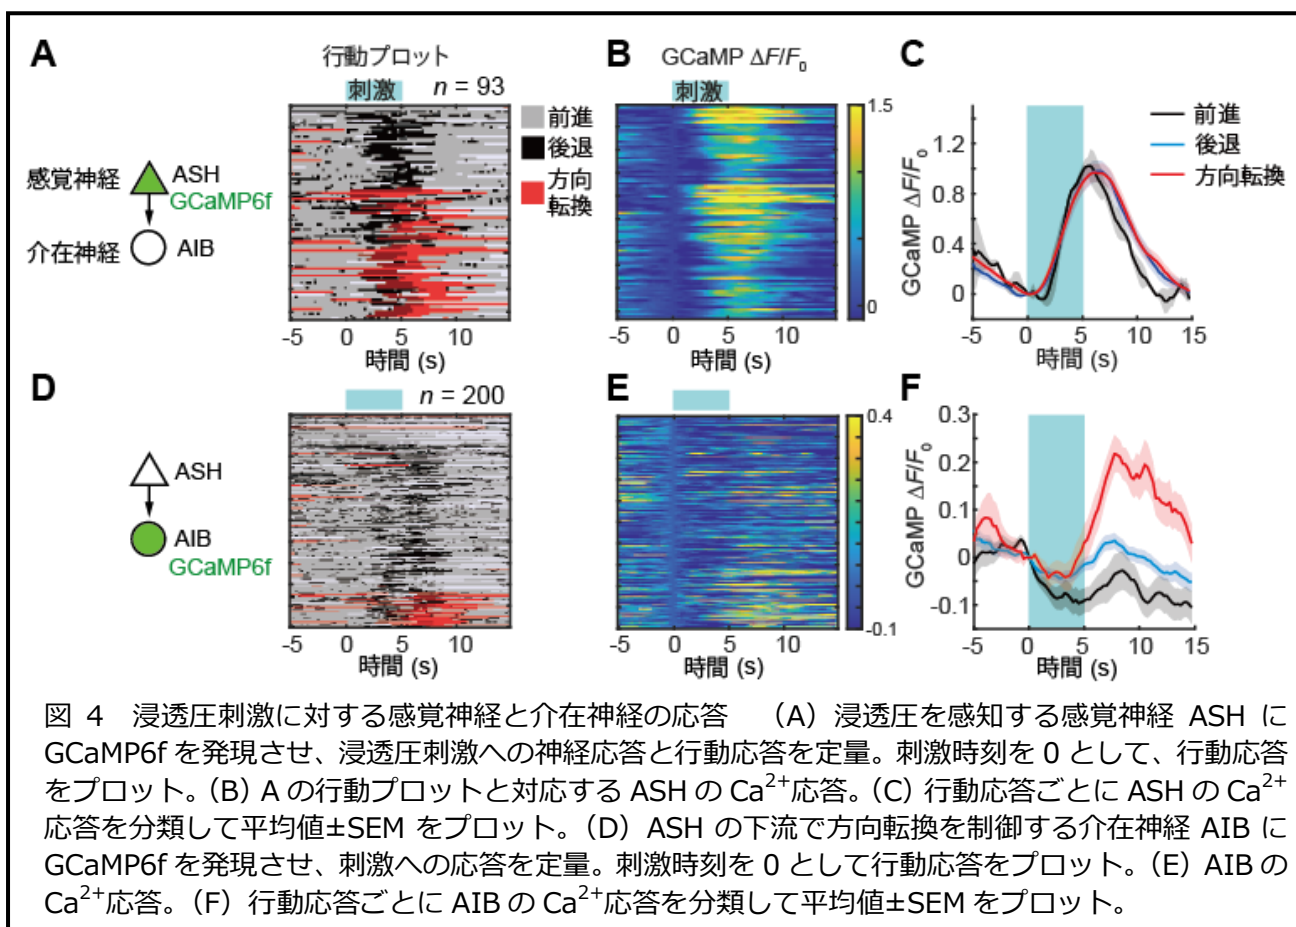 A
行動プロット
刺激
n = 93
前進
後退
方向
転換
感覚神経
ASH
GCaMP6f
介在神経
AIB
-5 0 5 10
時間 (s)
B
GCaMP ΔF/F0
刺激
1.5
0
-5 0 5 10
時間 (s)
C
前進
後退
方向転換
GCaMP ΔF/F0
1.2
0.8
0.4
0
-5 0 5 10 15
時間 (s)
D
n = 200
ASH
AIB
GCaMP6f
-5 0 5 10
時間 (s)
E
0.4
-0.1
-5 0 5 10
時間 (s)
F
GCaMP ΔF/F0
0.3
0.2
0.1
0
-0.1
-5 0 5 10 15
時間 (s)
図 4 浸透圧刺激に対する感覚神経と介在神経の応答 （A）浸透圧を感知する感覚神経 ASH に
GCaMP6f を発現させ、浸透圧刺激への神経応答と行動応答を定量。刺激時刻を 0 として、行動応答
をプロット。（B）A の行動プロットと対応する ASH の Ca2+応答。（C）行動応答ごとに ASH の Ca2+
応答を分類して平均値±SEM をプロット。（D）ASH の下流で方向転換を制御する介在神経 AIB に
GCaMP6f を発現させ、刺激への応答を定量。刺激時刻を 0 として行動応答をプロット。（E）AIB の
Ca2+応答。（F）行動応答ごとに AIB の Ca2+応答を分類して平均値±SEM をプロット。